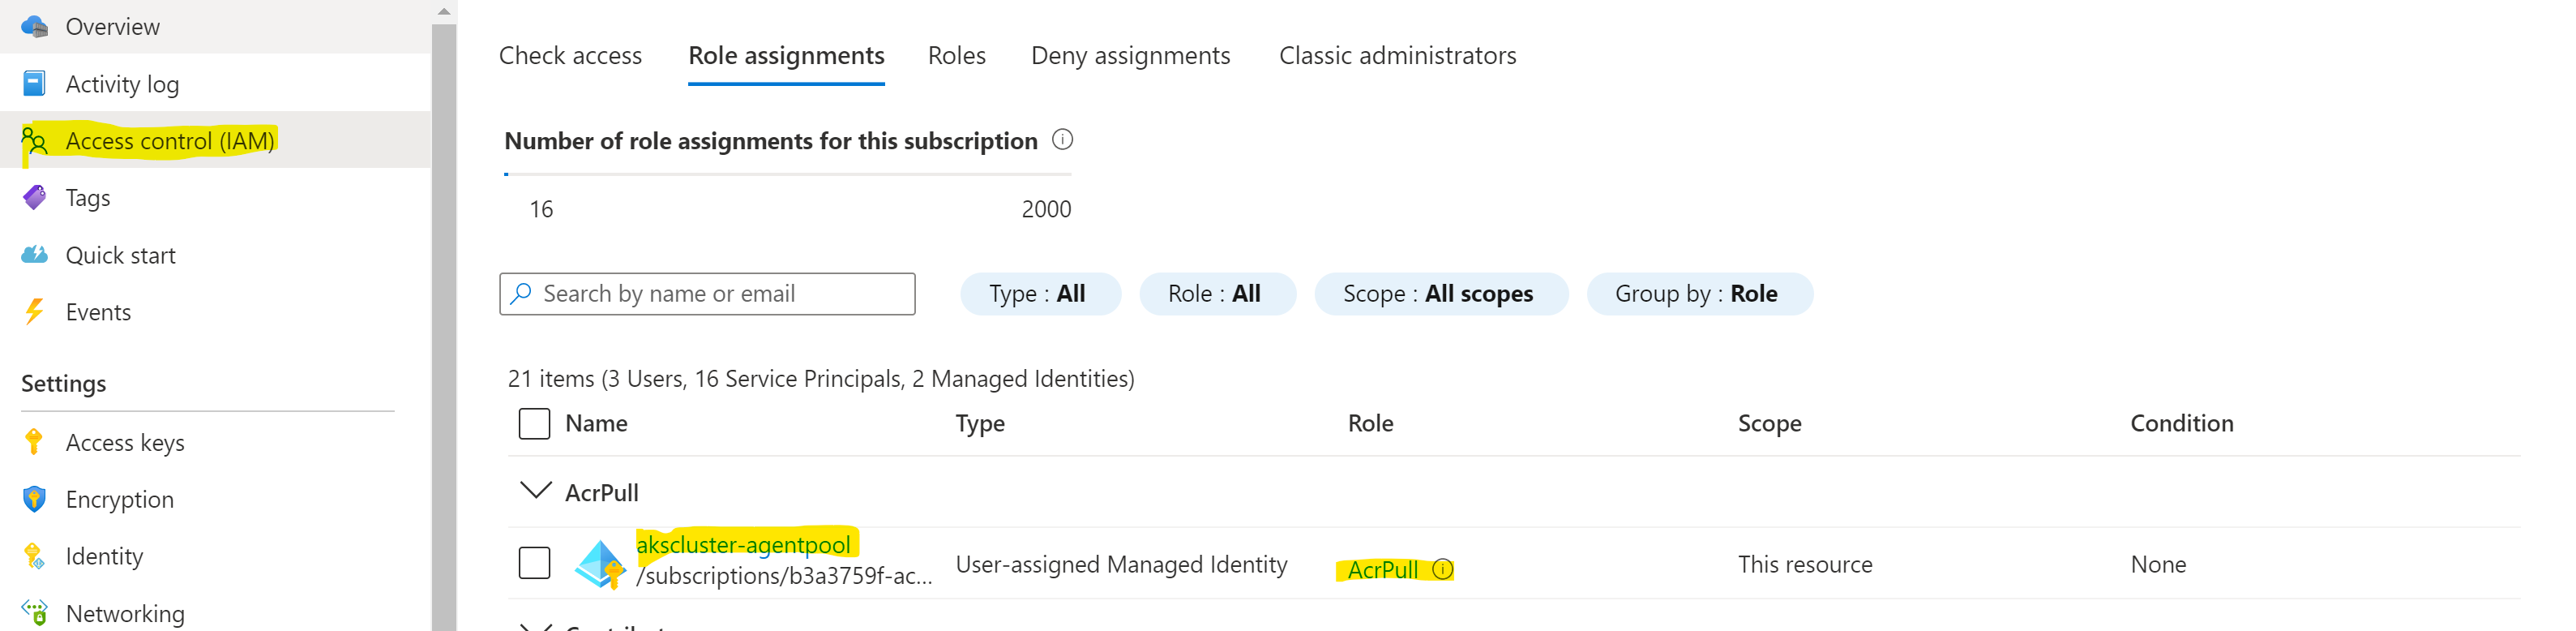 Overview
Activity log
Access control (IAM)
Tags
Quick start
Events
Settings
Access keys
Encryption
Identity
Networking
Check access Role assignments Roles Deny assignments Classic administrators
Number of role assignments for this subscription
16 2000
Search by name or email Type : All Role : All Scope : All scopes Group by : Role
21 items (3 Users, 16 Service Principals, 2 Managed Identities)
Name Type Role Scope Condition
AcrPull
akscluster-agentpool
/subscriptions/b3a3759f-ac... User-assigned Managed Identity AcrPull This resource None